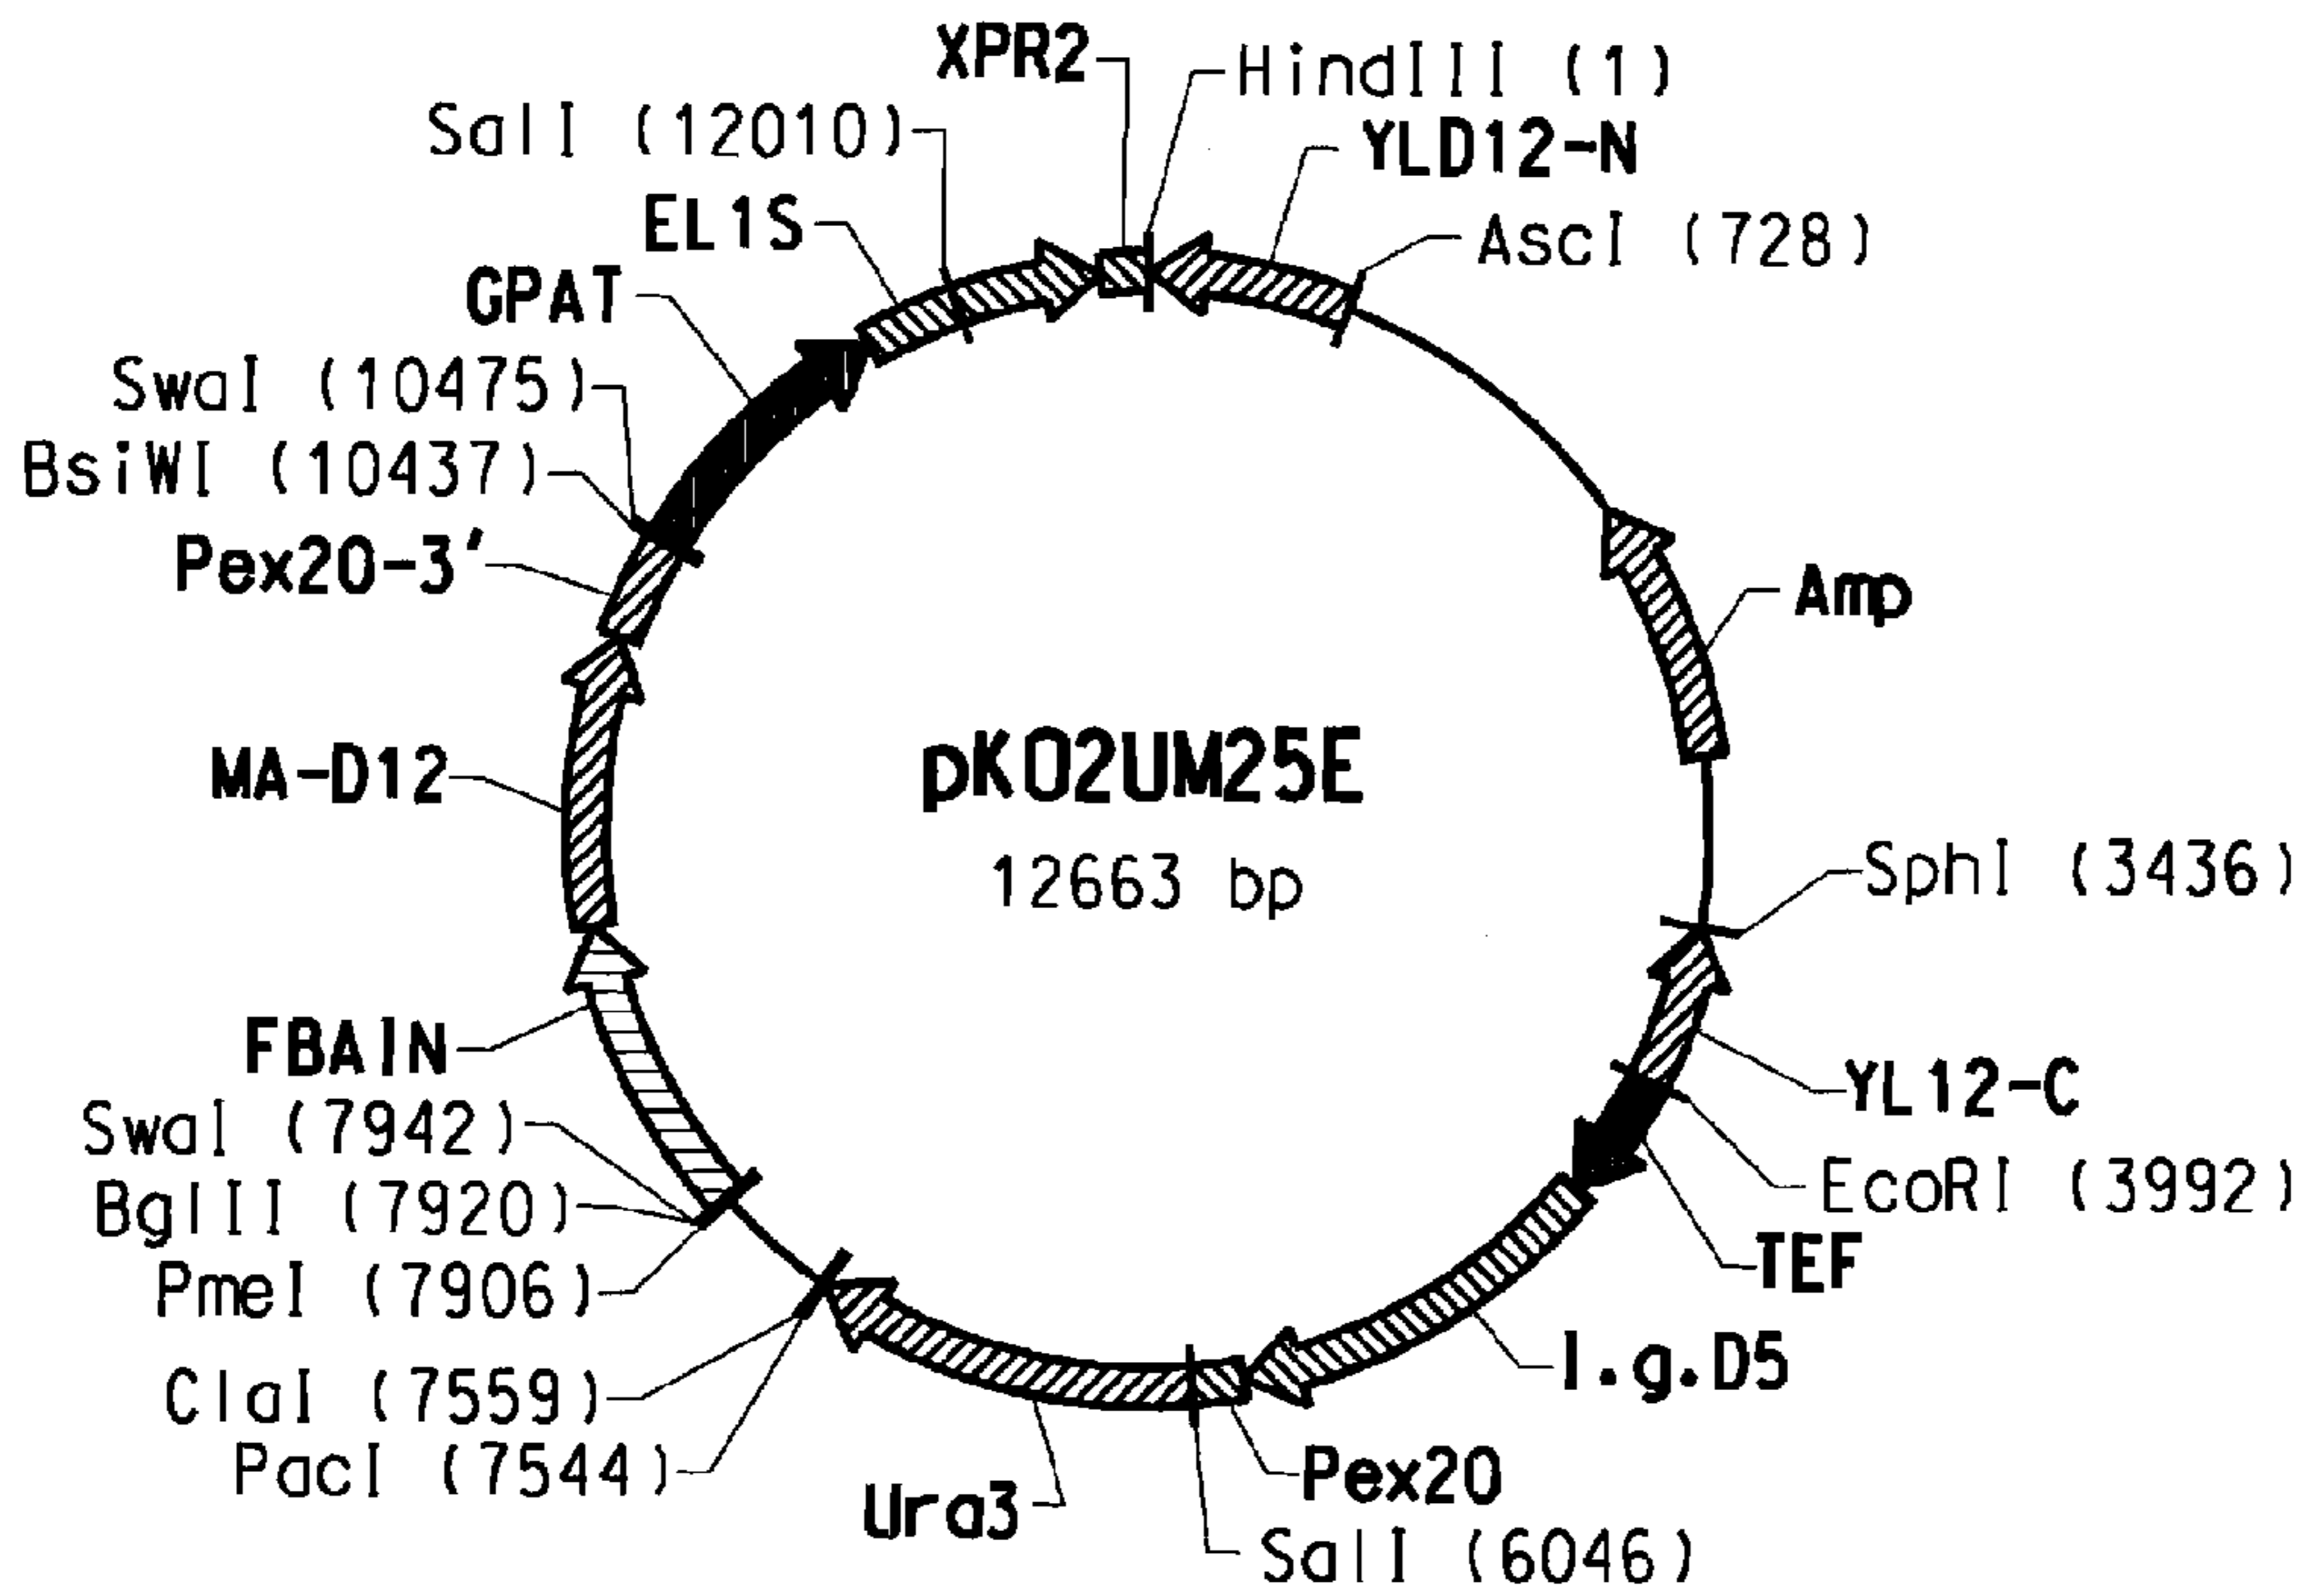 XPR2
HindIII (1)
SalI (12010)
YLD12-N
EL1S
AscI (728)
GPAT
SwaI (10475)
BsiWI (10437)
Pex20-3'
Amp
MA-D12
pKO2UM25E
12663 bp
SphI (3436)
FBAIN
YL12-C
SwaI (7942)
EcoRI (3992)
BglII (7920)
TEF
PmeI (7906)
I.g.D5
ClaI (7559)
PacI (7544)
Pex20
Ura3
SalI (6046)